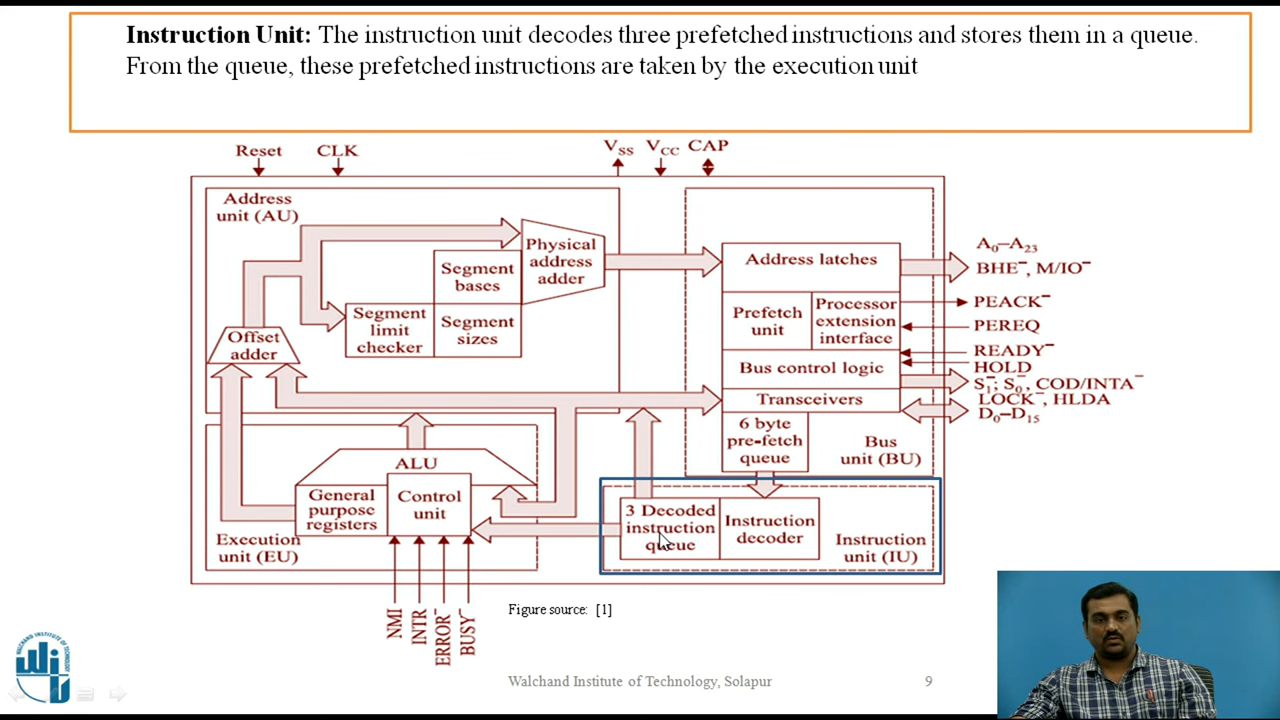 Instruction Unit: The instruction unit decodes three prefetched instructions and stores them in a queue.
From the queue, these prefetched instructions are taken by the execution unit
Reset
CLK
VSS
VCC
CAP
Address
unit (AU)
Physical
address
adder
Segment
bases
Segment
limit
checker
Segment
sizes
Offset
adder
Address latches
Prefetch
unit
Processor
extension
interface
Bus control logic
Transceivers
6 byte
pre-fetch
queue
Bus
unit (BU)
A0–A23
BHE‾, M/IO‾
PEACK‾
PEREQ
READY‾
HOLD
S1‾; S0‾, COD/INTA‾
LOCK‾, HLDA
D0–D15
ALU
General
purpose
registers
Control
unit
Execution
unit (EU)
3 Decoded
instruction
queue
Instruction
decoder
Instruction
unit (IU)
NMI
INTR
ERROR‾
BUSY‾
Figure source: [1]
WALCHAND INSTITUTE OF TECHNOLOGY
WIT
Walchand Institute of Technology, Solapur
9